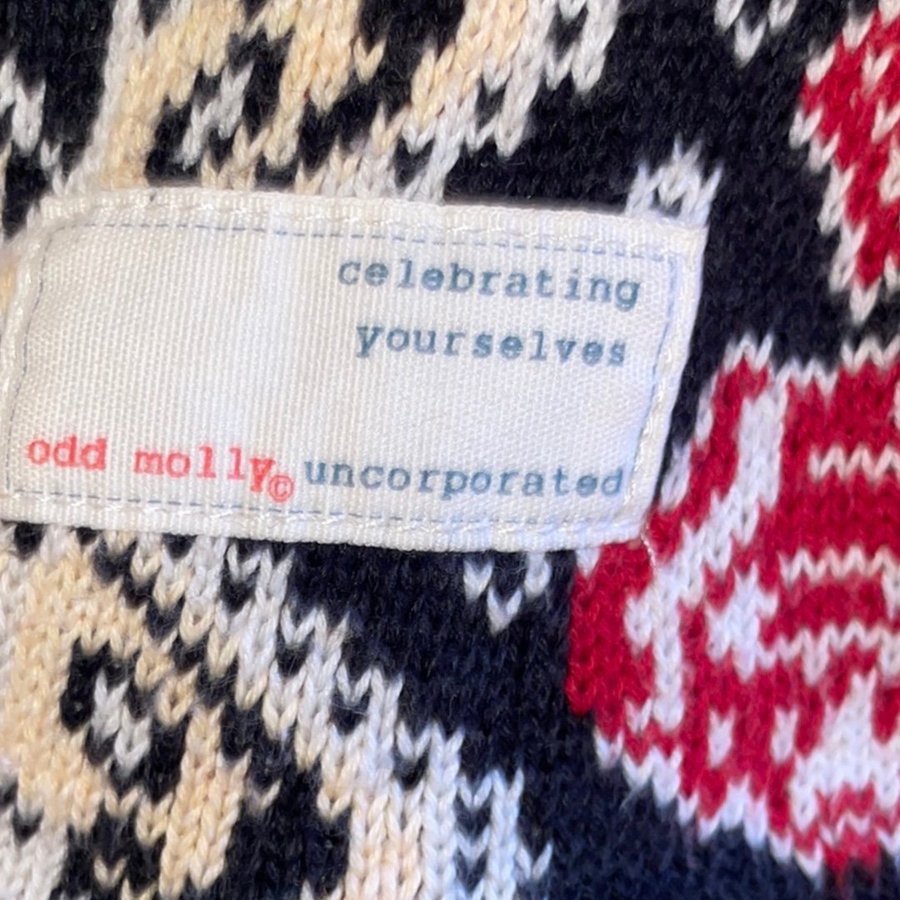 celebrating
yourselves
odd molly© uncorporated